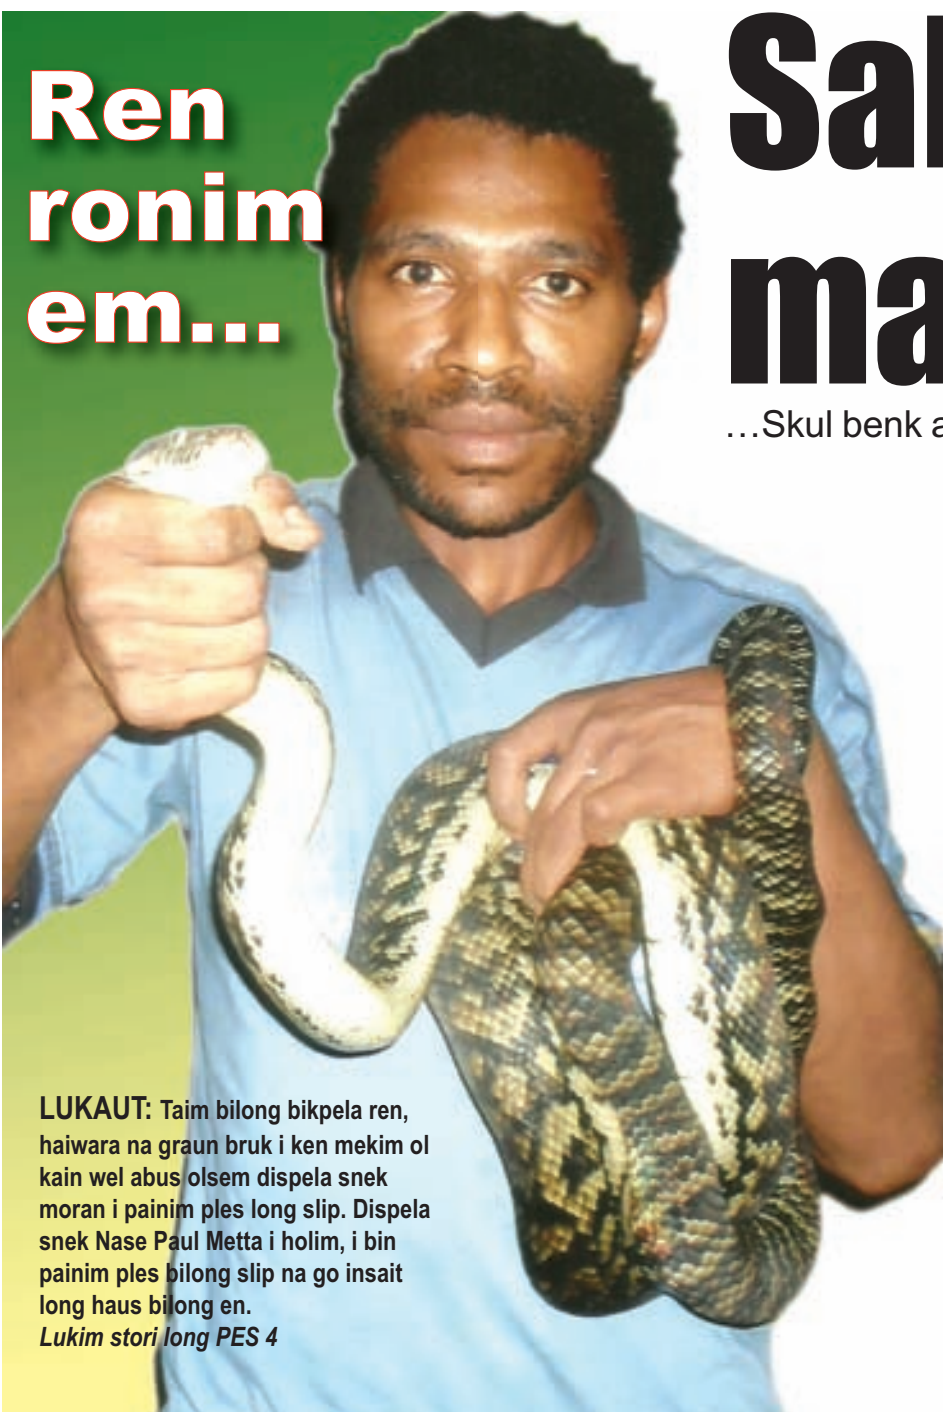 Ren
ronim
em...
Sal
ma
…Skul benk a
LUKAUT: Taim bilong bikpela ren,
haiwara na graun bruk i ken mekim ol
kain wel abus olsem dispela snek
moran i painim ples long slip. Dispela
snek Nase Paul Metta i holim, i bin
painim ples bilong slip na go insait
long haus bilong en.
Lukim stori long PES 4